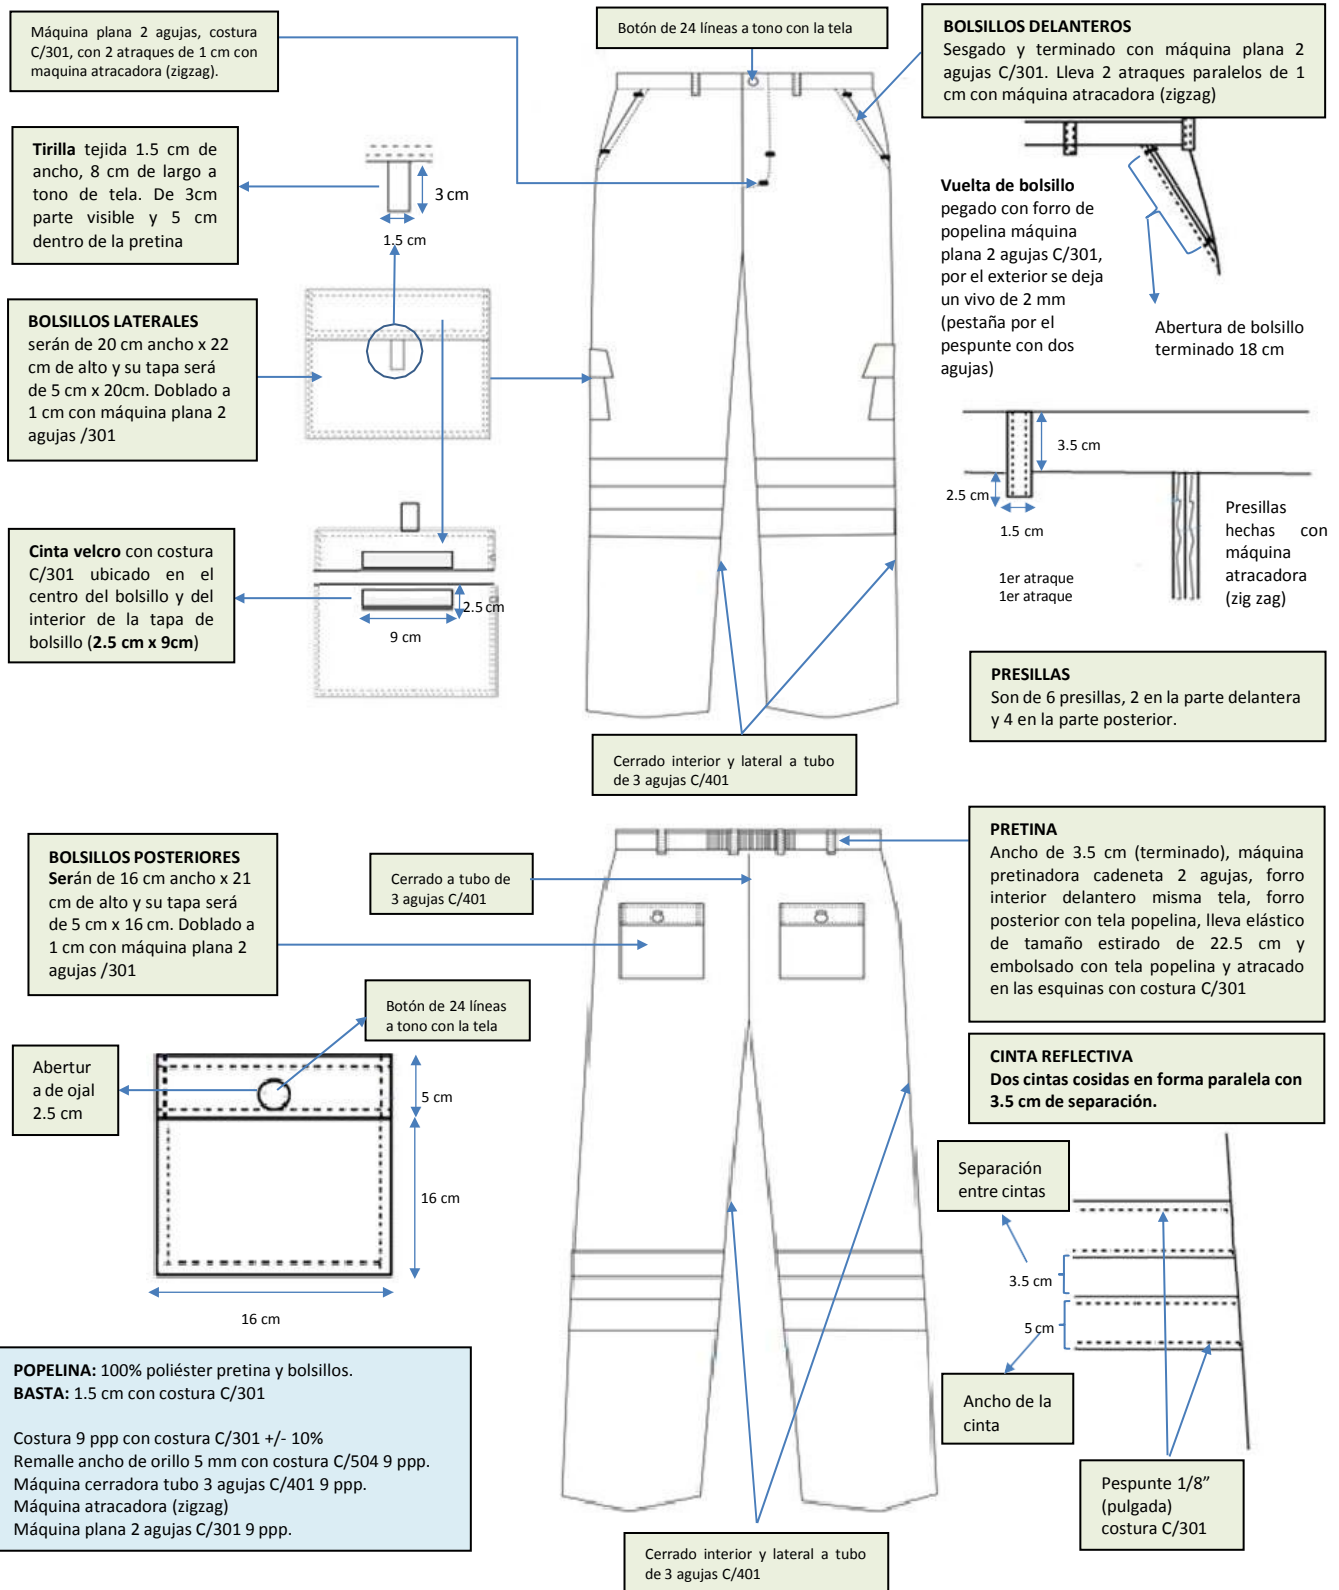 Máquina plana 2 agujas, costura
C/301, con 2 atraques de 1 cm con
maquina atracadora (zigzag).
Botón de 24 líneas a tono con la tela
BOLSILLOS DELANTEROS
Sesgado y terminado con máquina plana 2
agujas C/301. Lleva 2 atraques paralelos de 1
cm con máquina atracadora (zigzag)
Tirilla tejida 1.5 cm de
ancho, 8 cm de largo a
tono de tela. De 3cm
parte visible y 5 cm
dentro de la pretina
3 cm
1.5 cm
Vuelta de bolsillo
pegado con forro de
popelina máquina
plana 2 agujas C/301,
por el exterior se deja
un vivo de 2 mm
(pestaña por el
pespunte con dos
agujas)
Abertura de bolsillo
terminado 18 cm
BOLSILLOS LATERALES
serán de 20 cm ancho x 22
cm de alto y su tapa será
de 5 cm x 20cm. Doblado a
1 cm con máquina plana 2
agujas /301
3.5 cm
2.5 cm
1.5 cm
1er atraque
1er atraque
Presillas
hechas con
máquina
atracadora
(zig zag)
Cinta velcro con costura
C/301 ubicado en el
centro del bolsillo y del
interior de la tapa de
bolsillo (2.5 cm x 9cm)
2.5 cm
9 cm
PRESILLAS
Son de 6 presillas, 2 en la parte delantera
y 4 en la parte posterior.
Cerrado interior y lateral a tubo
de 3 agujas C/401
BOLSILLOS POSTERIORES
Serán de 16 cm ancho x 21
cm de alto y su tapa será
de 5 cm x 16 cm. Doblado a
1 cm con máquina plana 2
agujas /301
Cerrado a tubo de
3 agujas C/401
PRETINA
Ancho de 3.5 cm (terminado), máquina
pretinadora cadeneta 2 agujas, forro
interior delantero misma tela, forro
posterior con tela popelina, lleva elástico
de tamaño estirado de 22.5 cm y
embolsado con tela popelina y atracado
en las esquinas con costura C/301
Botón de 24 líneas
a tono con la tela
Abertur
a de ojal
2.5 cm
5 cm
16 cm
16 cm
CINTA REFLECTIVA
Dos cintas cosidas en forma paralela con
3.5 cm de separación.
Separación
entre cintas
3.5 cm
5 cm
Ancho de la
cinta
Pespunte 1/8”
(pulgada)
costura C/301
POPELINA: 100% poliéster pretina y bolsillos.
BASTA: 1.5 cm con costura C/301
Costura 9 ppp con costura C/301 +/- 10%
Remalle ancho de orillo 5 mm con costura C/504 9 ppp.
Máquina cerradora tubo 3 agujas C/401 9 ppp.
Máquina atracadora (zigzag)
Máquina plana 2 agujas C/301 9 ppp.
Cerrado interior y lateral a tubo
de 3 agujas C/401